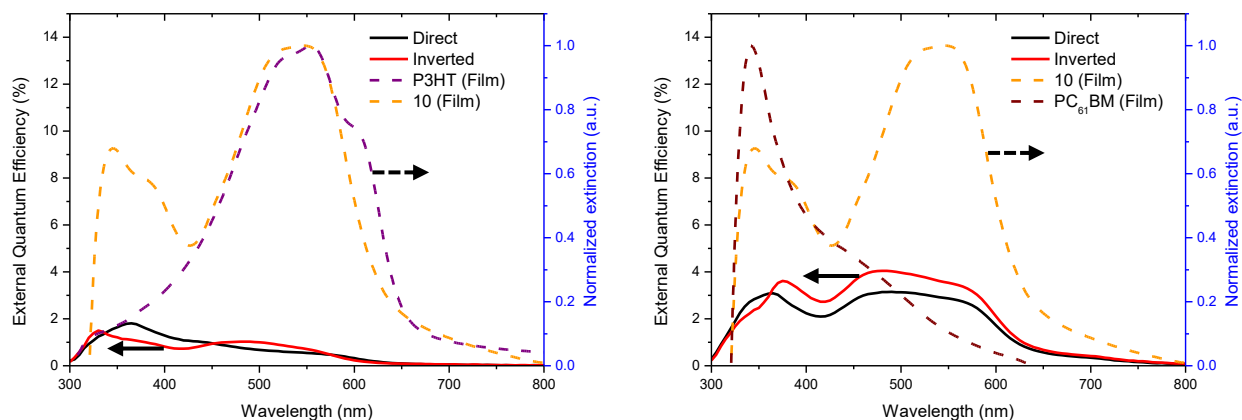 14
12
10
8
6
4
2
0
External Quantum Efficiency (%)
Direct
Inverted
P3HT (Film)
10 (Film)
1.0
0.8
0.6
0.4
0.2
0.0
Normalized extinction (a.u.)
300 400 500 600 700 800
Wavelength (nm)
14
12
10
8
6
4
2
0
External Quantum Efficiency (%)
Direct
Inverted
10 (Film)
PC₆₁BM (Film)
1.0
0.8
0.6
0.4
0.2
0.0
Normalized extinction (a.u.)
300 400 500 600 700 800
Wavelength (nm)